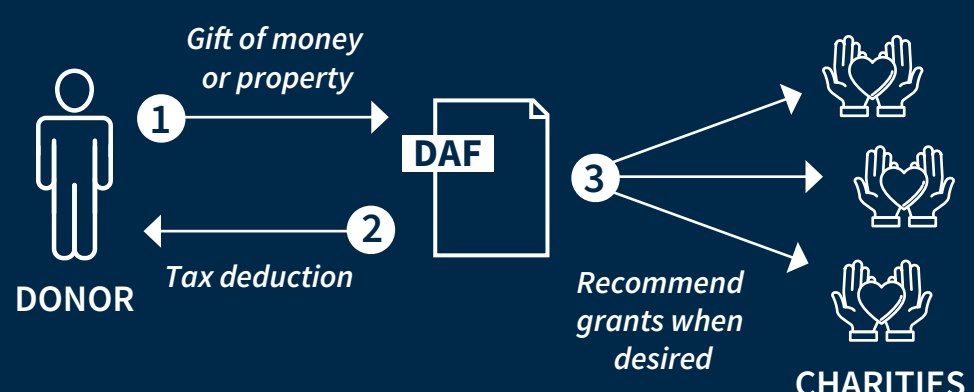 Gift of money
or property
1
DAF
3
2
Tax deduction
DONOR
Recommend
grants when
desired
CHARITIES